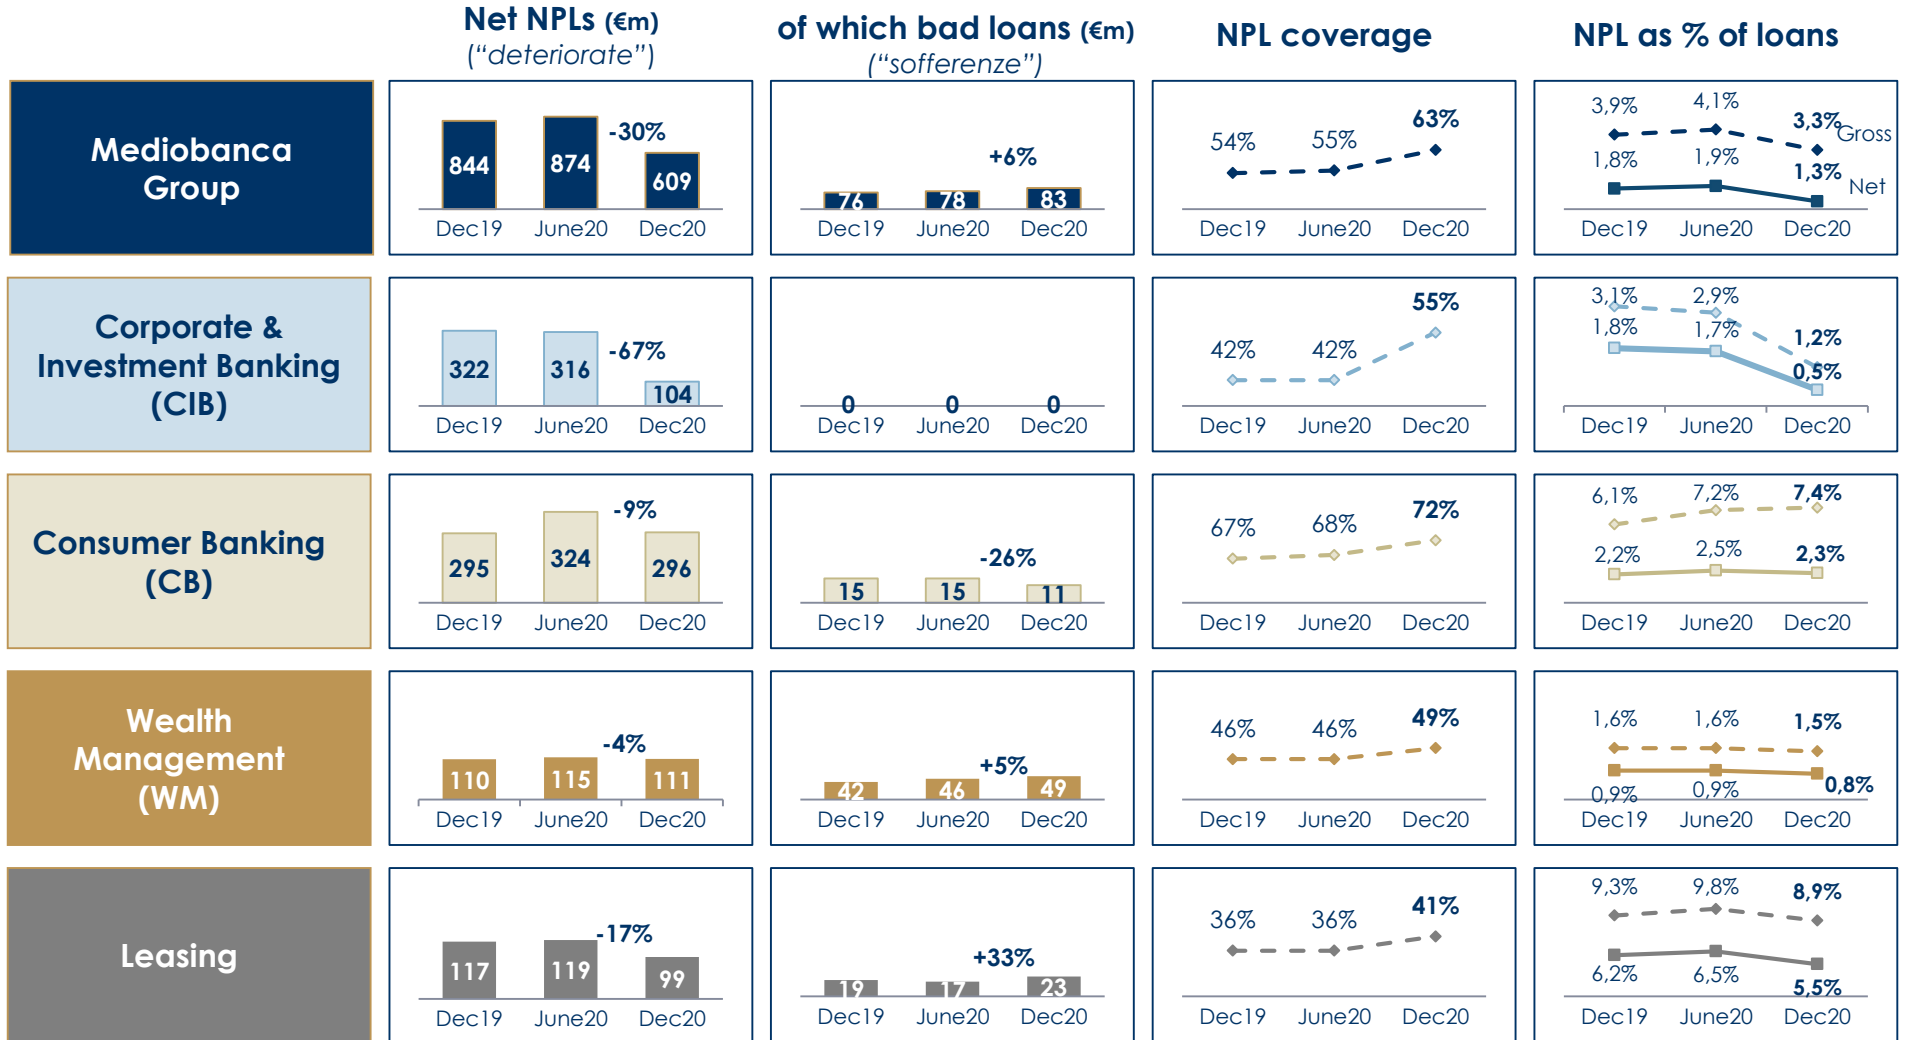 Net NPLs (€m)
(“deteriorate”)
of which bad loans (€m)
(“sofferenze”)
NPL coverage
NPL as % of loans
Mediobanca
Group
844
874
609
-30%
Dec19 June20 Dec20
76
78
83
+6%
Dec19 June20 Dec20
54%
55%
63%
Dec19 June20 Dec20
3,9%
4,1%
3,3%
Gross
1,8%
1,9%
1,3%
Net
Dec19 June20 Dec20
Corporate &
Investment Banking
(CIB)
322
316
104
-67%
Dec19 June20 Dec20
0
0
0
Dec19 June20 Dec20
42%
42%
55%
Dec19 June20 Dec20
3,1%
2,9%
1,2%
1,8%
1,7%
0,5%
Dec19 June20 Dec20
Consumer Banking
(CB)
295
324
296
-9%
Dec19 June20 Dec20
15
15
11
-26%
Dec19 June20 Dec20
67%
68%
72%
Dec19 June20 Dec20
6,1%
7,2%
7,4%
2,2%
2,5%
2,3%
Dec19 June20 Dec20
Wealth
Management
(WM)
110
115
111
-4%
Dec19 June20 Dec20
42
46
49
+5%
Dec19 June20 Dec20
46%
46%
49%
Dec19 June20 Dec20
1,6%
1,6%
1,5%
0,9%
0,9%
0,8%
Dec19 June20 Dec20
Leasing
117
119
99
-17%
Dec19 June20 Dec20
19
17
23
+33%
Dec19 June20 Dec20
36%
36%
41%
Dec19 June20 Dec20
9,3%
9,8%
8,9%
6,2%
6,5%
5,5%
Dec19 June20 Dec20